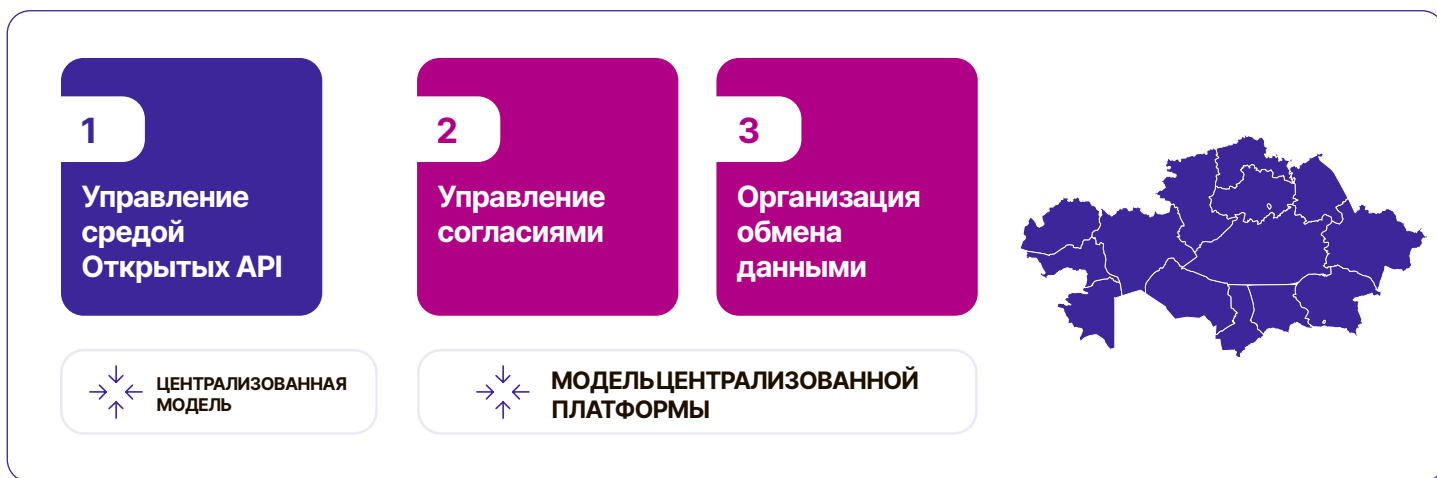 1
Управление
средой
Открытых API
2
Управление
согласиями
3
Организация
обмена
данными
ЦЕНТРАЛИЗОВАННАЯ
МОДЕЛЬ
МОДЕЛЬ ЦЕНТРАЛИЗОВАННОЙ
ПЛАТФОРМЫ